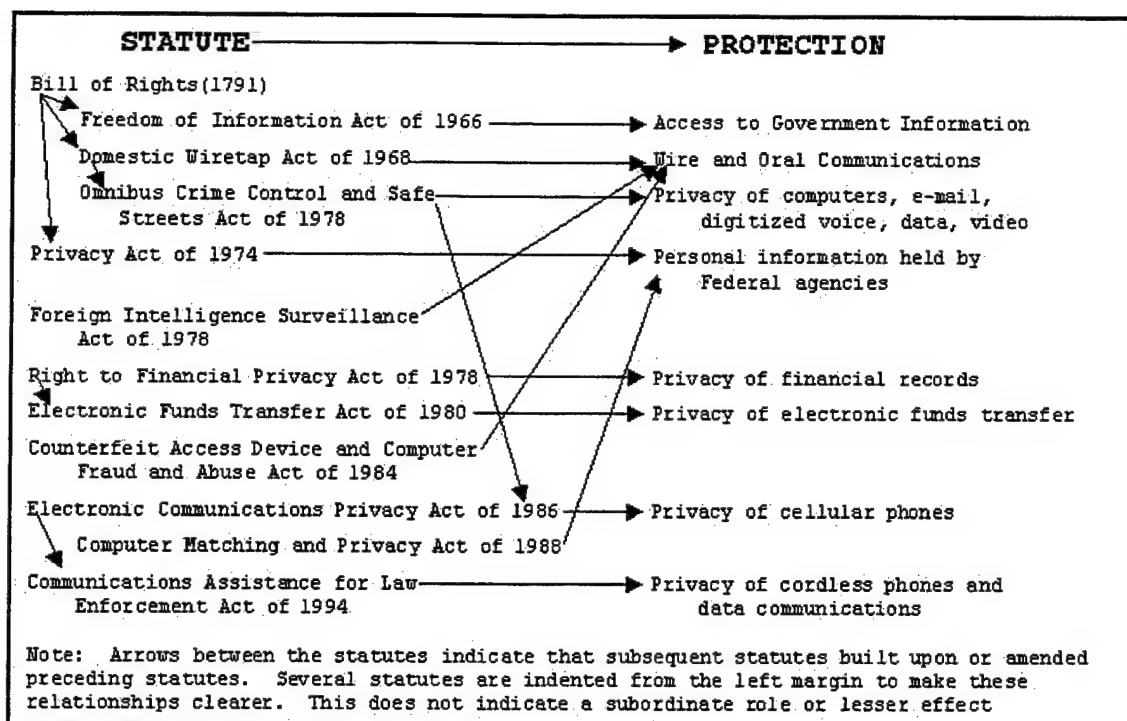 STATUTE PROTECTION
Bill of Rights(1791)
Freedom of Information Act of 1966 Access to Government Information
Domestic Wiretap Act of 1968 Wire and Oral Communications
Omnibus Crime Control and Safe Privacy of computers, e-mail,
Streets Act of 1978 digitized voice, data, video
Privacy Act of 1974 Personal information held by
Federal agencies
Foreign Intelligence Surveillance
Act of 1978
Right to Financial Privacy Act of 1978 Privacy of financial records
Electronic Funds Transfer Act of 1980 Privacy of electronic funds transfer
Counterfeit Access Device and Computer
Fraud and Abuse Act of 1984
Electronic Communications Privacy Act of 1986 Privacy of cellular phones
Computer Matching and Privacy Act of 1988
Communications Assistance for Law Privacy of cordless phones and
Enforcement Act of 1994 data communications
Note: Arrows between the statutes indicate that subsequent statutes built upon or amended
preceding statutes. Several statutes are indented from the left margin to make these
relationships clearer. This does not indicate a subordinate role or lesser effect